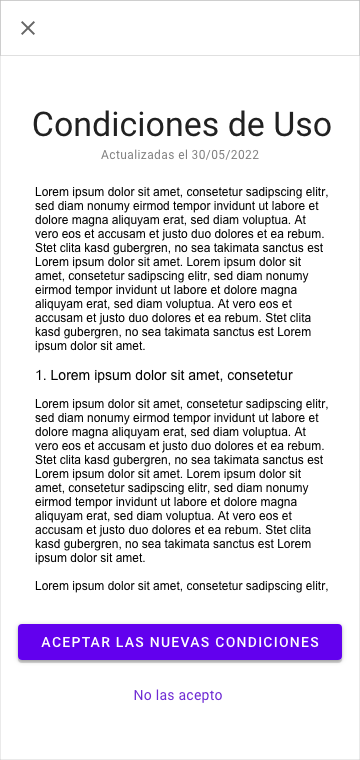 Condiciones de Uso
Actualizadas el 30/05/2022
Lorem ipsum dolor sit amet, consetetur sadipscing elitr,
sed diam nonumy eirmod tempor invidunt ut labore et
dolore magna aliquyam erat, sed diam voluptua. At
vero eos et accusam et justo duo dolores et ea rebum.
Stet clita kasd gubergren, no sea takimata sanctus est
Lorem ipsum dolor sit amet. Lorem ipsum dolor sit
amet, consetetur sadipscing elitr, sed diam nonumy
eirmod tempor invidunt ut labore et dolore magna
aliquyam erat, sed diam voluptua. At vero eos et
accusam et justo duo dolores et ea rebum. Stet clita
kasd gubergren, no sea takimata sanctus est Lorem
ipsum dolor sit amet.
1. Lorem ipsum dolor sit amet, consetetur
Lorem ipsum dolor sit amet, consetetur sadipscing elitr,
sed diam nonumy eirmod tempor invidunt ut labore et
dolore magna aliquyam erat, sed diam voluptua. At
vero eos et accusam et justo duo dolores et ea rebum.
Stet clita kasd gubergren, no sea takimata sanctus est
Lorem ipsum dolor sit amet. Lorem ipsum dolor sit
amet, consetetur sadipscing elitr, sed diam nonumy
eirmod tempor invidunt ut labore et dolore magna
aliquyam erat, sed diam voluptua. At vero eos et
accusam et justo duo dolores et ea rebum. Stet clita
kasd gubergren, no sea takimata sanctus est Lorem
ipsum dolor sit amet.
Lorem ipsum dolor sit amet, consetetur sadipscing elitr,
ACEPTAR LAS NUEVAS CONDICIONES
No las acepto